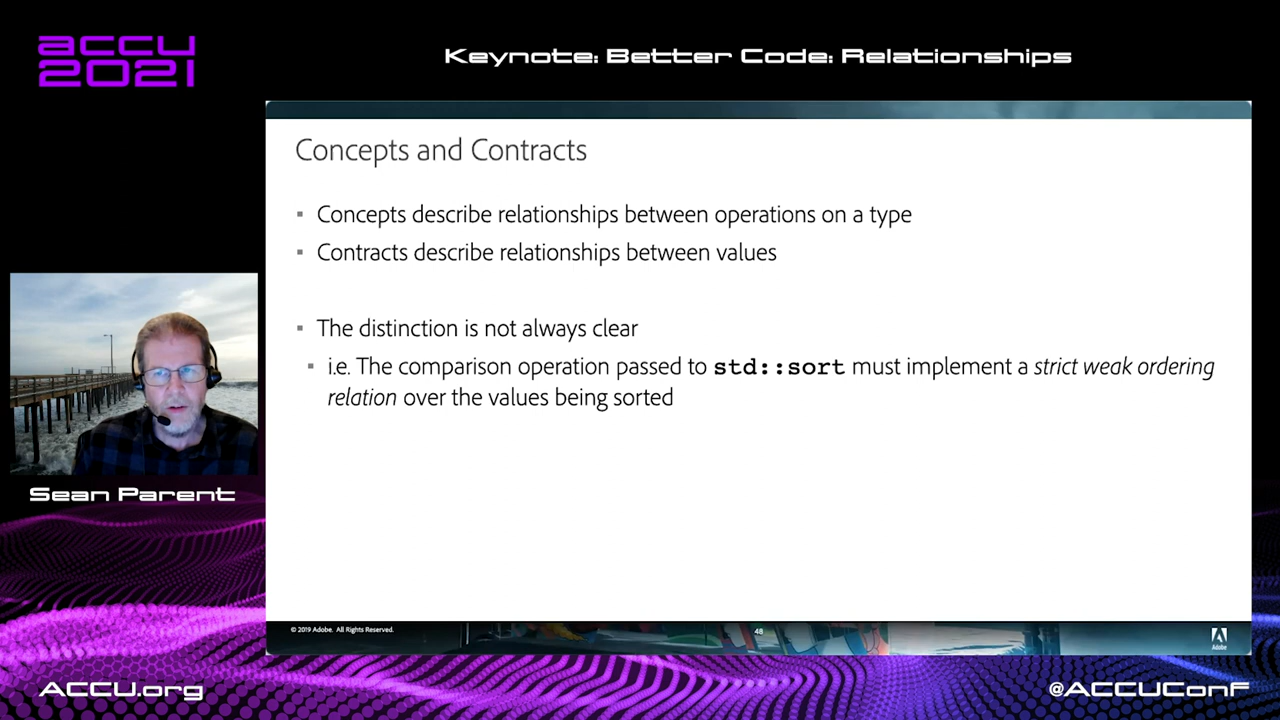 accu
2021
Keynote: Better Code: Relationships
Concepts and Contracts
▪ Concepts describe relationships between operations on a type
▪ Contracts describe relationships between values
▪ The distinction is not always clear
▪ i.e. The comparison operation passed to std::sort must implement a strict weak ordering
relation over the values being sorted
Sean Parent
© 2019 Adobe. All Rights Reserved.
48
Adobe
ACCU.org
@ACCUConf